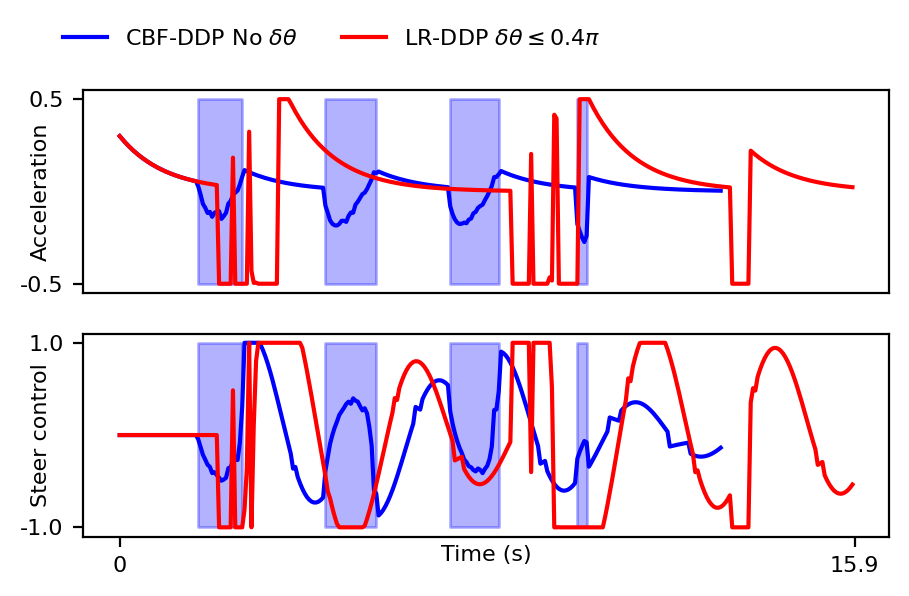 CBF-DDP No δθ LR-DDP δθ ≤ 0.4π
0.5
Acceleration
-0.5
1.0
Steer control
-1.0
0 Time (s) 15.9